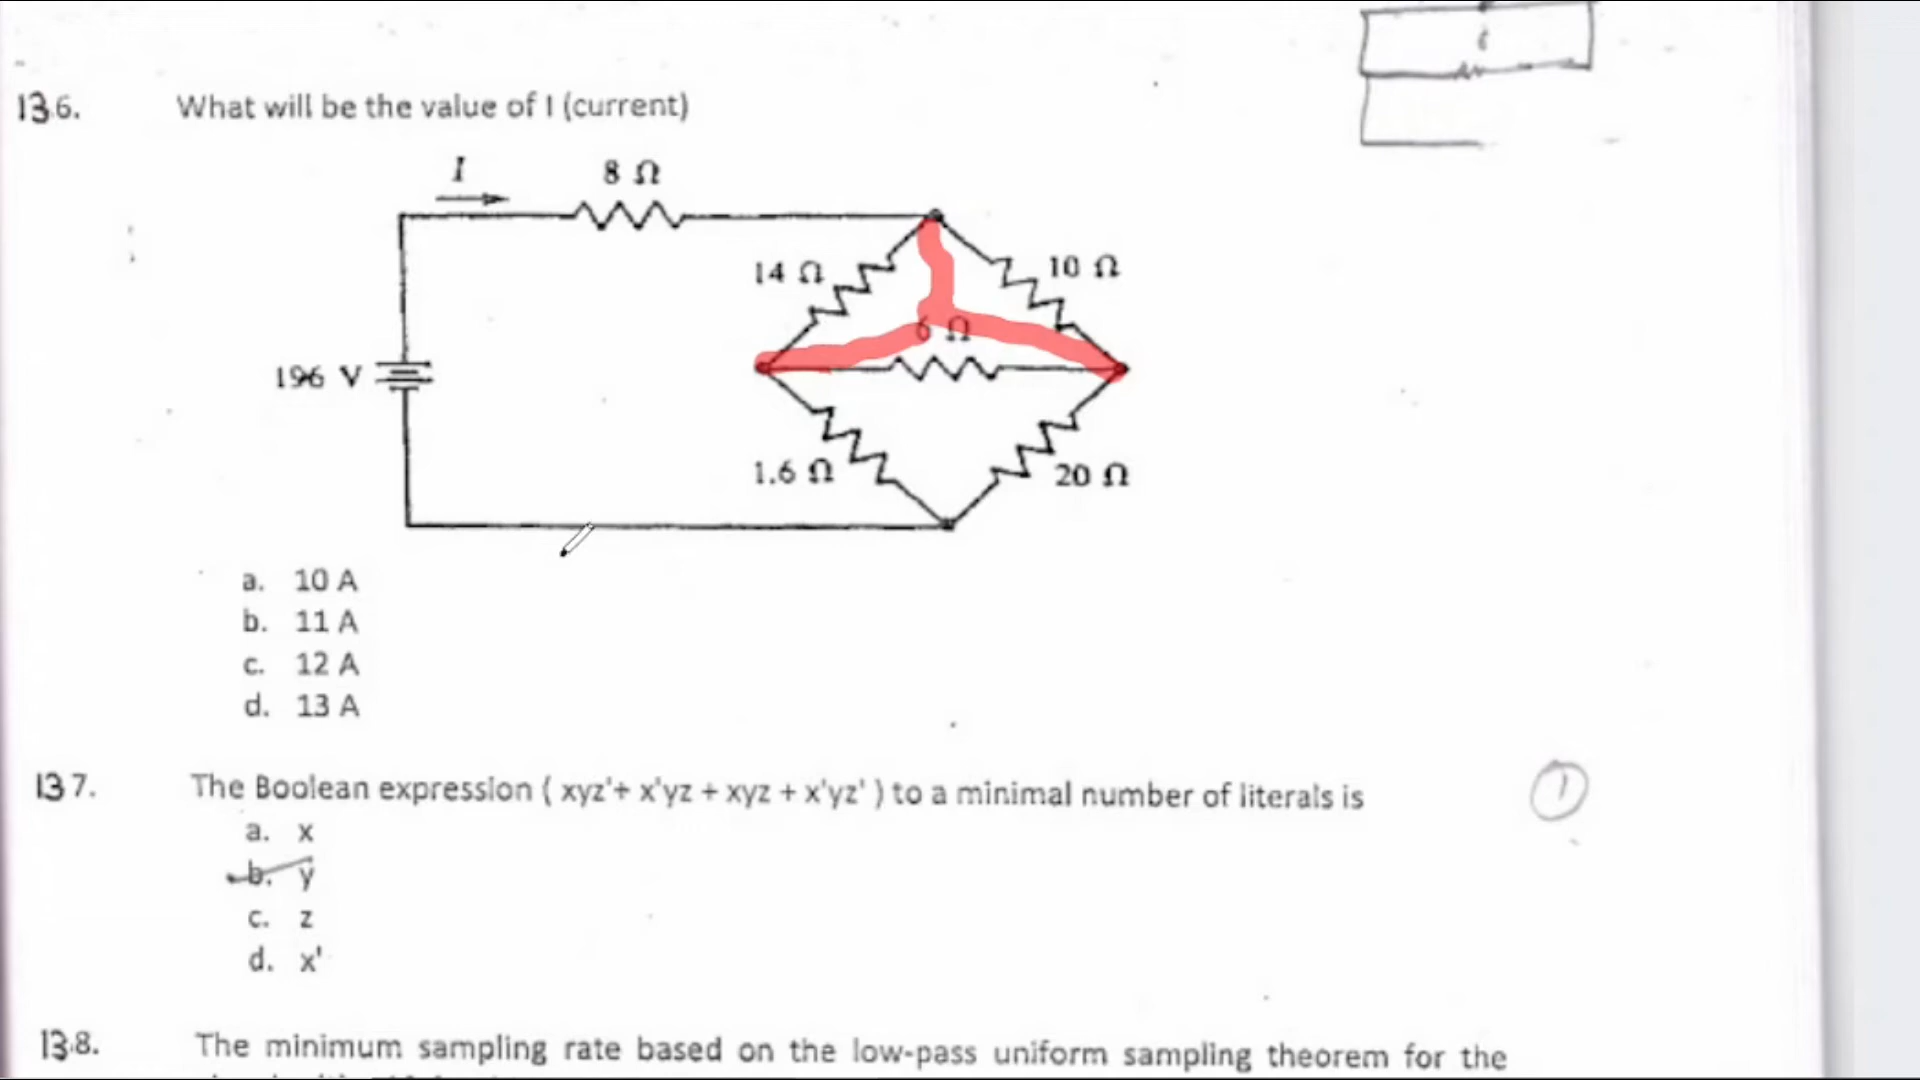 136. What will be the value of I (current)
I 8 Ω
14 Ω 10 Ω
6 Ω
196 V
1.6 Ω 20 Ω
a. 10 A
b. 11 A
c. 12 A
d. 13 A
137. The Boolean expression ( xyz'+ x'yz + xyz + x'yz' ) to a minimal number of literals is
1
a. x
b. y
c. z
d. x'
138. The minimum sampling rate based on the low-pass uniform sampling theorem for the